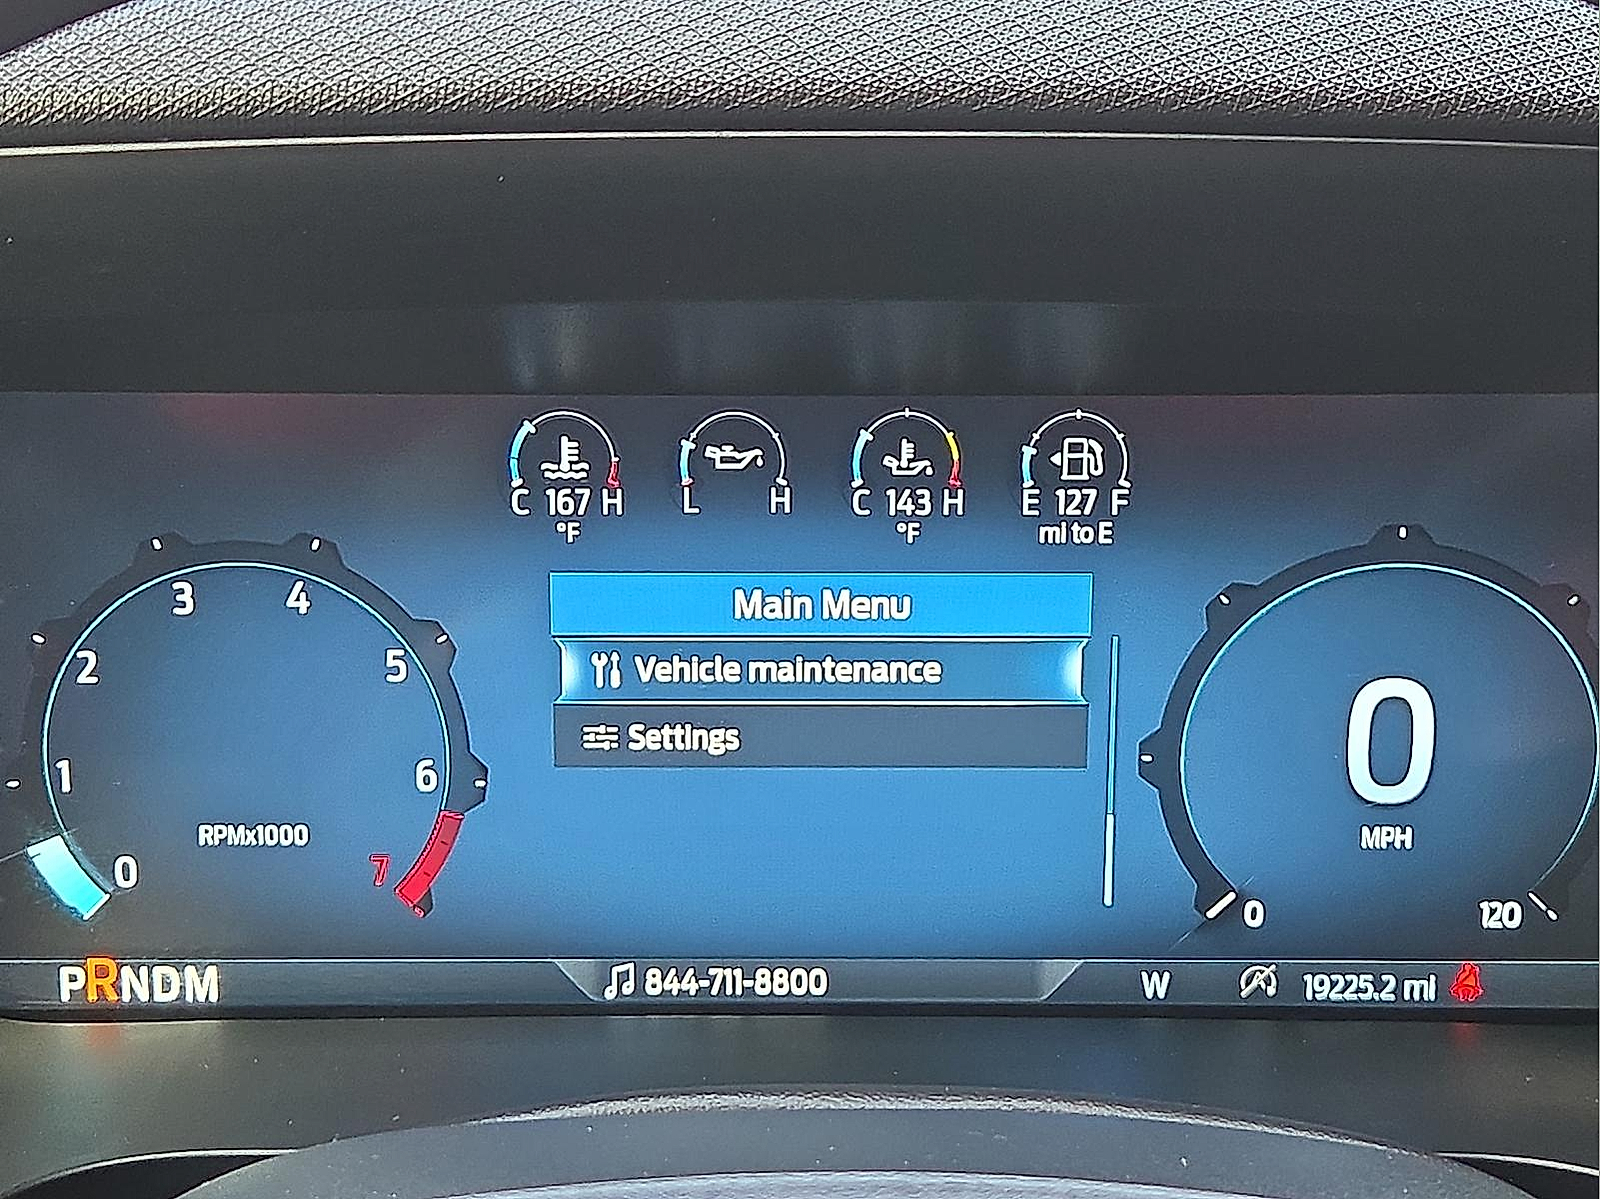 C 167 H
°F
L H
C 143 H
°F
E 127 F
mi to E
Main Menu
Vehicle maintenance
Settings
0 1 2 3 4 5 6 7
RPMx1000
0
MPH
0 120
PRNDM
844-711-8800
W
19225.2 mi